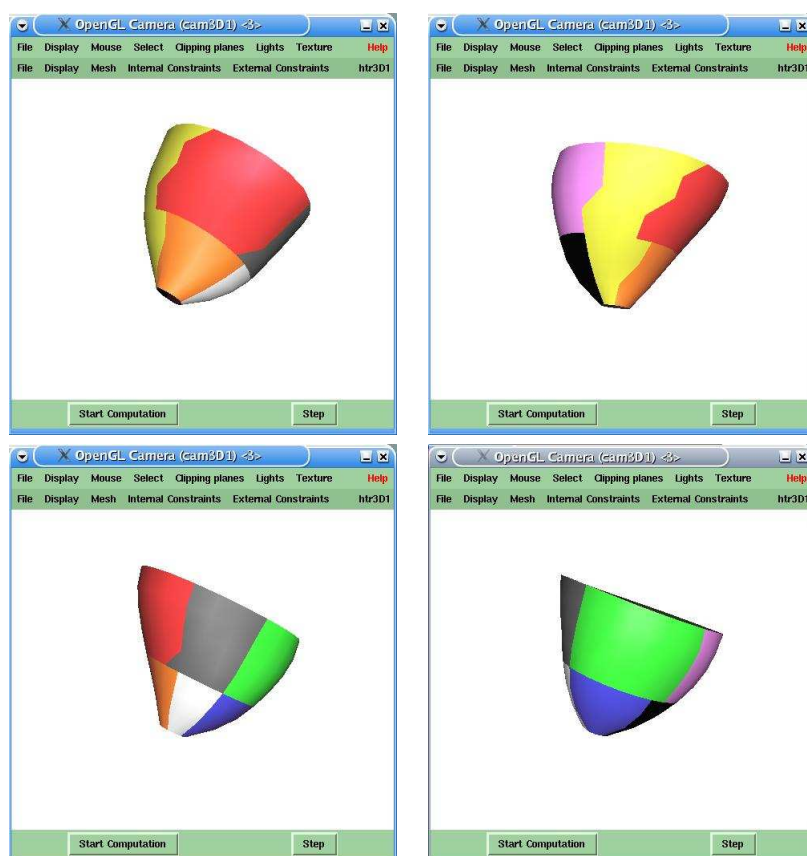 OpenGL Camera (cam3D1) <3>
File Display Mouse Select Clipping planes Lights Texture Help
File Display Mesh Internal Constraints External Constraints htr3D1
Start Computation Step
OpenGL Camera (cam3D1) <3>
File Display Mouse Select Clipping planes Lights Texture Help
File Display Mesh Internal Constraints External Constraints htr3D1
Start Computation Step
OpenGL Camera (cam3D1) <3>
File Display Mouse Select Clipping planes Lights Texture Help
File Display Mesh Internal Constraints External Constraints htr3D1
Start Computation Step
OpenGL Camera (cam3D1) <3>
File Display Mouse Select Clipping planes Lights Texture Help
File Display Mesh Internal Constraints External Constraints htr3D1
Start Computation Step